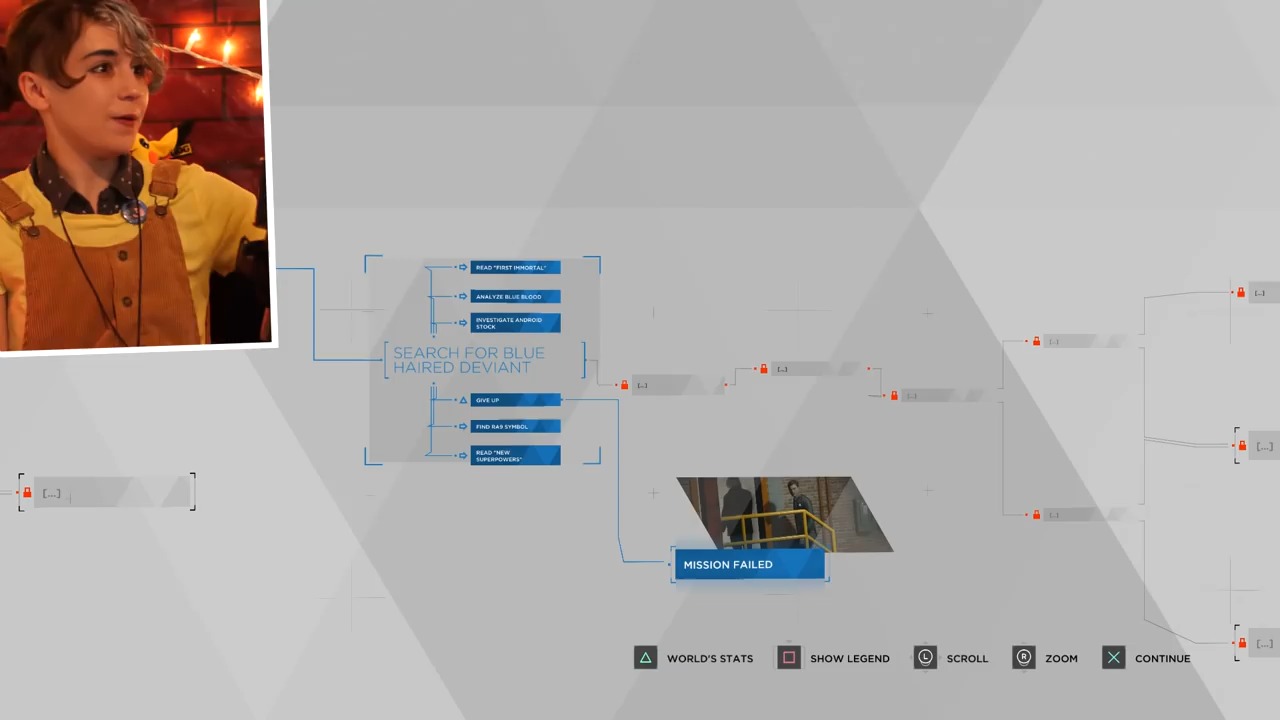 READ "FIRST IMMORTAL"
ANALYZE BLUE BLOOD
INVESTIGATE ANDROID
STOCK
SEARCH FOR BLUE
HAIRED DEVIANT
GIVE UP
FIND RA9 SYMBOL
READ "NEW
SUPERPOWERS"
[...]
[...]
[...]
[...]
[...]
[...]
[...]
[...]
[...]
MISSION FAILED
WORLD'S STATS
SHOW LEGEND
L
SCROLL
R
ZOOM
CONTINUE